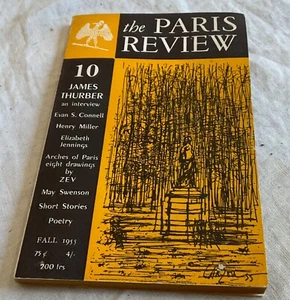 the PARIS
REVIEW
10
JAMES
THURBER
an interview
Evan S. Connell
Henry Miller
Elizabeth
Jennings
Arches of Paris
eight drawings
by
ZEV
May Swenson
Short Stories
Poetry
FALL 1955
75¢ 4/-
200 frs